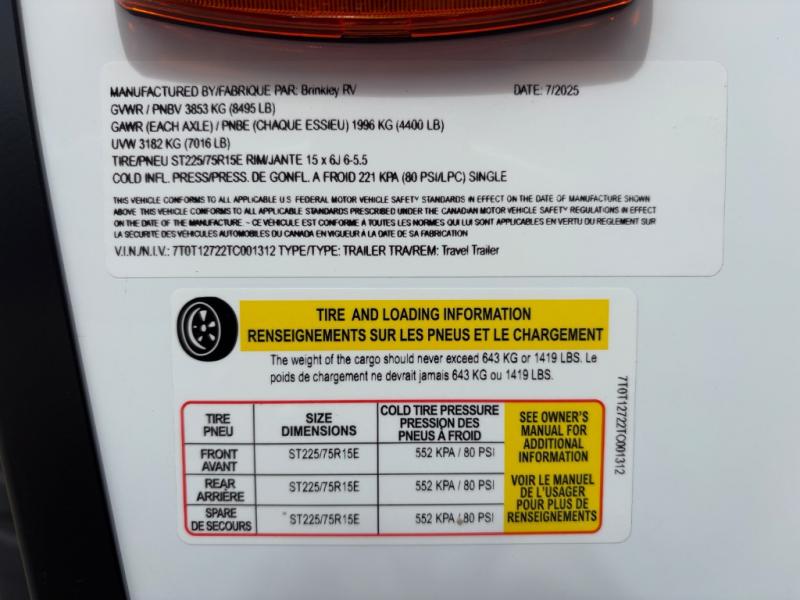 MANUFACTURED BY/FABRIQUE PAR: Brinkley RV DATE: 7/2025
GVWR / PNBV 3853 KG (8495 LB)
GAWR (EACH AXLE) / PNBE (CHAQUE ESSIEU) 1996 KG (4400 LB)
UVW 3182 KG (7016 LB)
TIRE/PNEU ST225/75R15E RIM/JANTE 15 x 6J 6-5.5
COLD INFL. PRESS/PRESS. DE GONFL. A FROID 221 KPA (80 PSI/LPC) SINGLE
THIS VEHICLE CONFORMS TO ALL APPLICABLE U.S. FEDERAL MOTOR VEHICLE SAFETY STANDARDS IN EFFECT ON THE DATE OF MANUFACTURE SHOWN
ABOVE THIS VEHICLE CONFORMS TO ALL APPLICABLE STANDARDS PRESCRIBED UNDER THE CANADIAN MOTOR VEHICLE SAFETY REGULATIONS IN EFFECT
ON THE DATE OF THE MANUFACTURE - CE VEHICULE EST CONFORME A TOUTES LES NORMES QUI LUI SONT APPLICABLES EN VERTU DU REGLEMENT SUR
LA SECURITE DES VEHICULES AUTOMOBILES DU CANADA EN VIGUEUR A LA DATE DE SA FABRICATION
V.I.N./N.I.V.: 7T0T12722TC001312 TYPE/TYPE: TRAILER TRA/REM: Travel Trailer
TIRE AND LOADING INFORMATION
RENSEIGNEMENTS SUR LES PNEUS ET LE CHARGEMENT
The weight of the cargo should never exceed 643 KG or 1419 LBS. Le
poids de chargement ne devrait jamais 643 KG ou 1419 LBS.
TIRE
PNEU
SIZE
DIMENSIONS
COLD TIRE PRESSURE
PRESSION DES
PNEUS À FROID
FRONT
AVANT
ST225/75R15E
552 KPA / 80 PSI
REAR
ARRIÈRE
ST225/75R15E
552 KPA / 80 PSI
SPARE
DE SECOURS
ST225/75R15E
552 KPA / 80 PSI
SEE OWNER'S
MANUAL FOR
ADDITIONAL
INFORMATION
VOIR LE MANUEL
DE L'USAGER
POUR PLUS DE
RENSEIGNEMENTS
7T0T12722TC001312